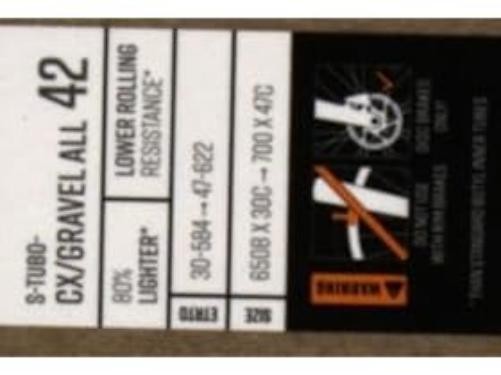 S-TUBO-
CX/GRAVEL ALL 42
80%
LIGHTER*
LOWER ROLLING
RESISTANCE*
ETRTO
30-584→47-622
SIZE
650B X 30C→700 X 47C
WARNING
DO NOT USE
WITH RIM BRAKES
DISC BRAKES
ONLY!
*THAN STANDARD BUTYL INNER TUBES